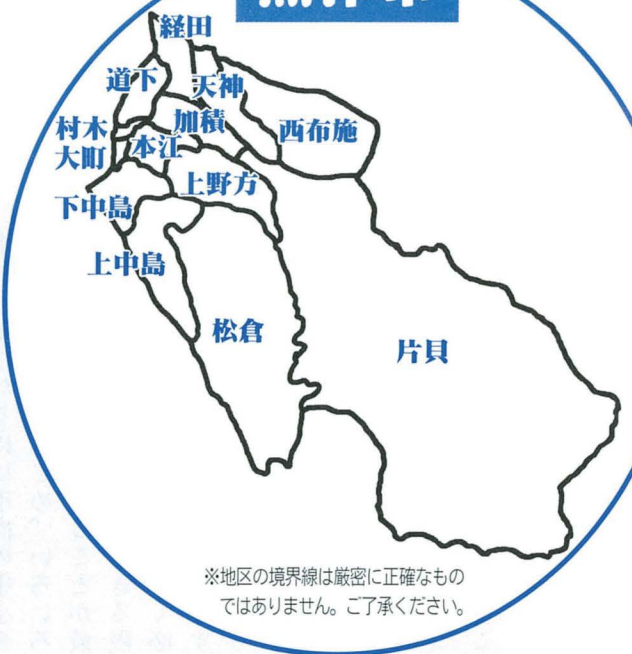 経田
道下
天神
加積
西布施
村木
大町
本江
上野方
下中島
上中島
松倉
片貝
※地区の境界線は厳密に正確なもの
ではありません。ご了承ください。